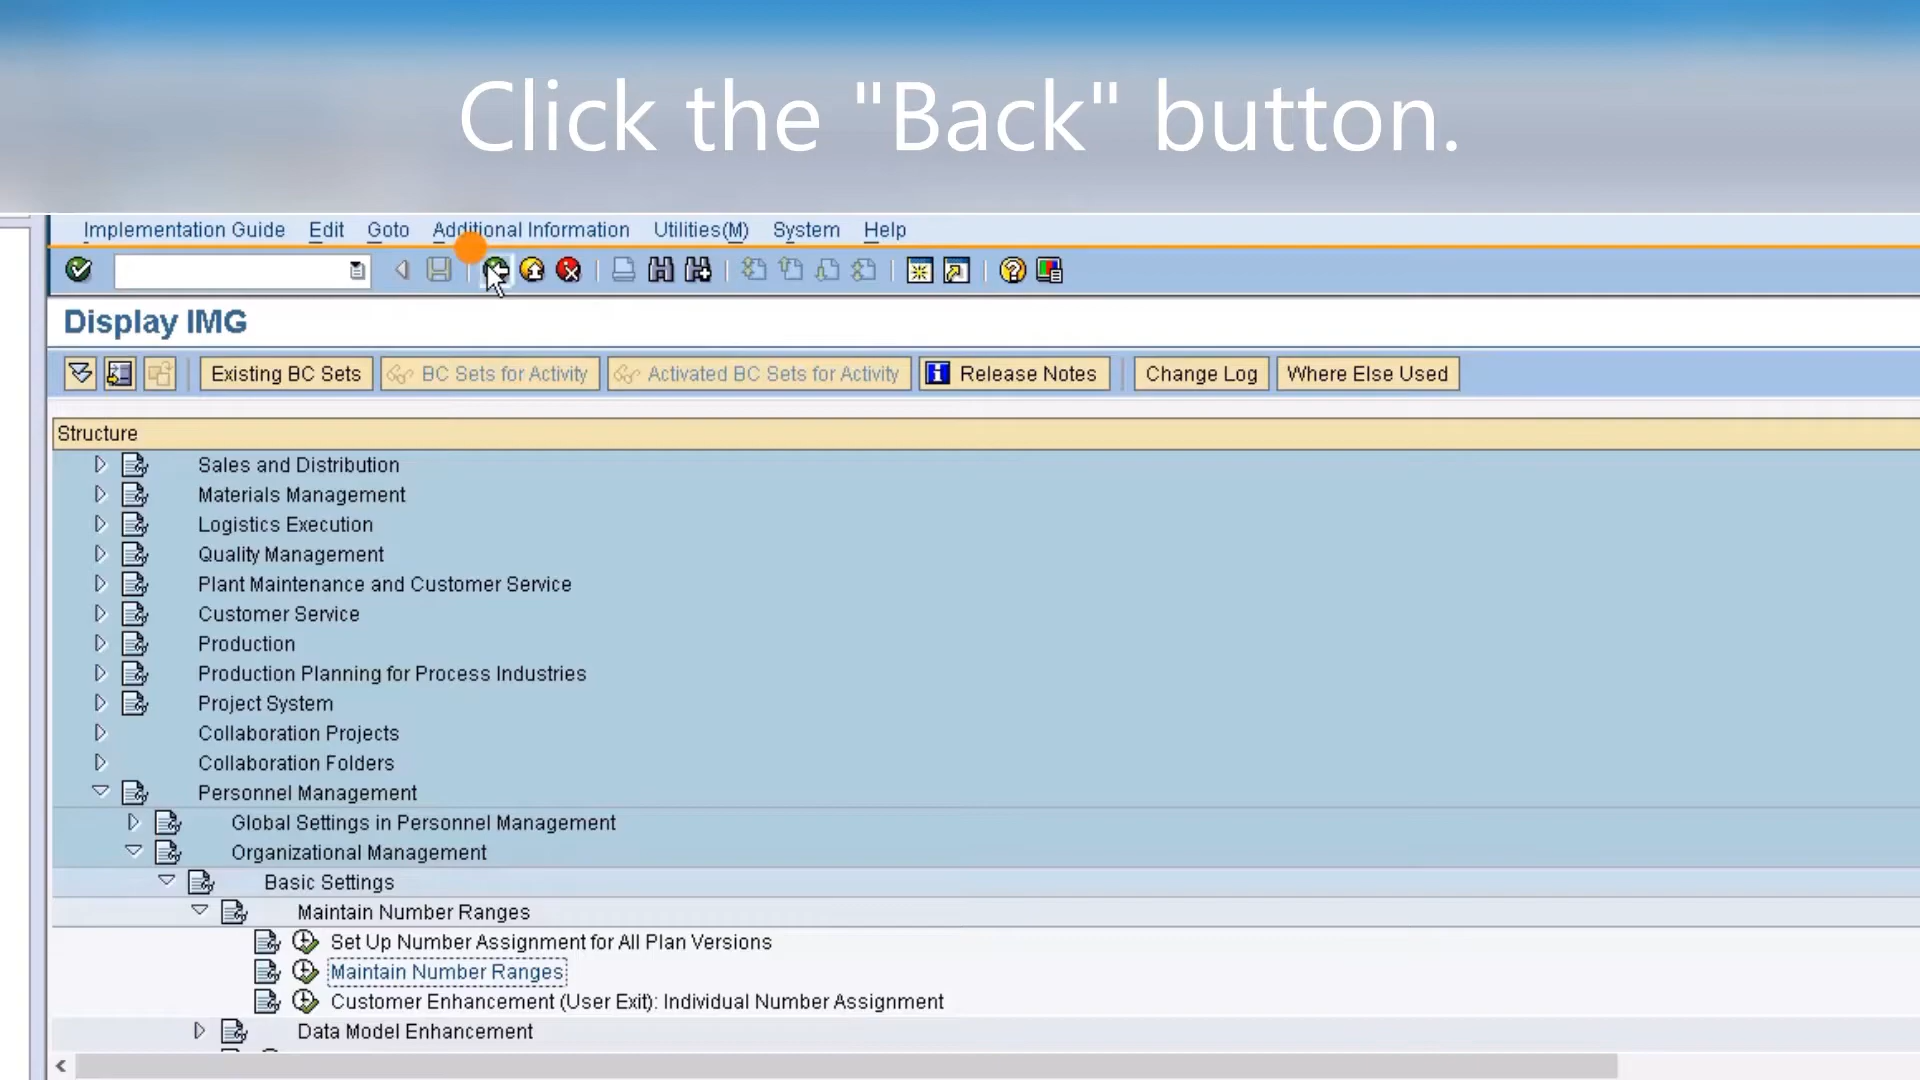 Click the "Back" button.
Implementation Guide Edit Goto Additional Information Utilities(M) System Help
Display IMG
Existing BC Sets BC Sets for Activity Activated BC Sets for Activity Release Notes Change Log Where Else Used
Structure
Sales and Distribution
Materials Management
Logistics Execution
Quality Management
Plant Maintenance and Customer Service
Customer Service
Production
Production Planning for Process Industries
Project System
Collaboration Projects
Collaboration Folders
Personnel Management
Global Settings in Personnel Management
Organizational Management
Basic Settings
Maintain Number Ranges
Set Up Number Assignment for All Plan Versions
Maintain Number Ranges
Customer Enhancement (User Exit): Individual Number Assignment
Data Model Enhancement